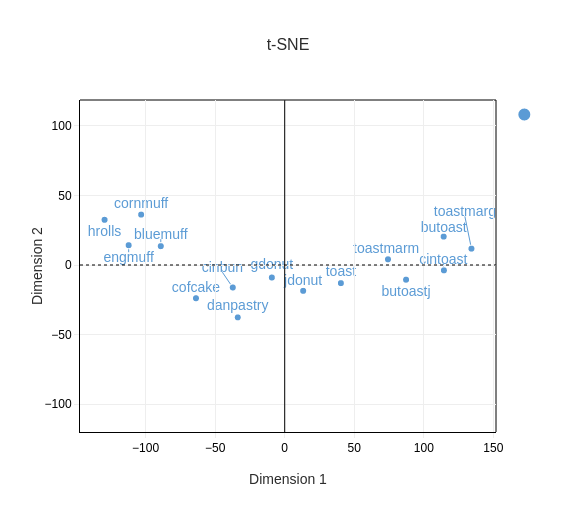 t-SNE
100
50
0
−50
−100
Dimension 2
cornmuff
hrolls
bluemuff
engmuff
cinbun
gdonut
cofcake
danpastry
jdonut
toast
toastmarm
butoastj
toastmarg
butoast
cintoast
−100
−50
0
50
100
150
Dimension 1